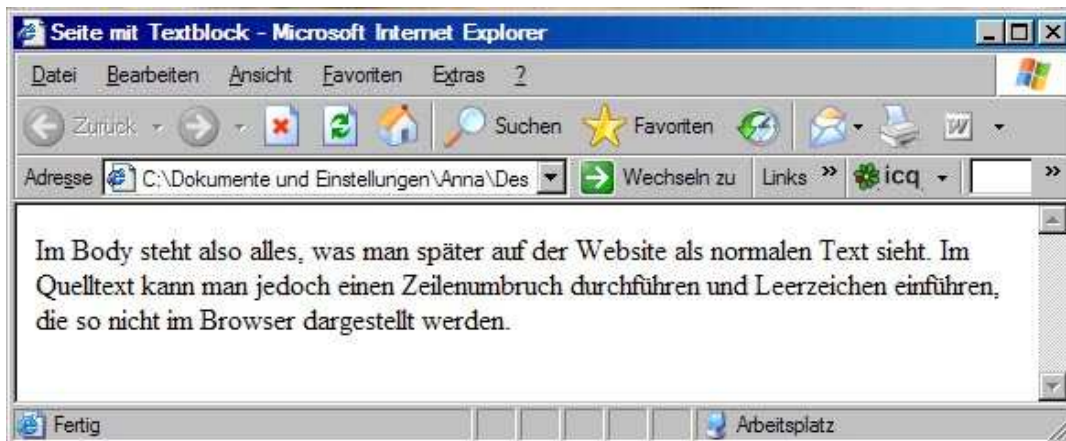 Seite mit Textblock - Microsoft Internet Explorer
Datei Bearbeiten Ansicht Favoriten Extras ?
Zurück Suchen Favoriten W
Adresse C:\Dokumente und Einstellungen\Anna\Des Wechseln zu Links » icq »
Im Body steht also alles, was man später auf der Website als normalen Text sieht. Im
Quelltext kann man jedoch einen Zeilenumbruch durchführen und Leerzeichen einführen,
die so nicht im Browser dargestellt werden.
Fertig Arbeitsplatz